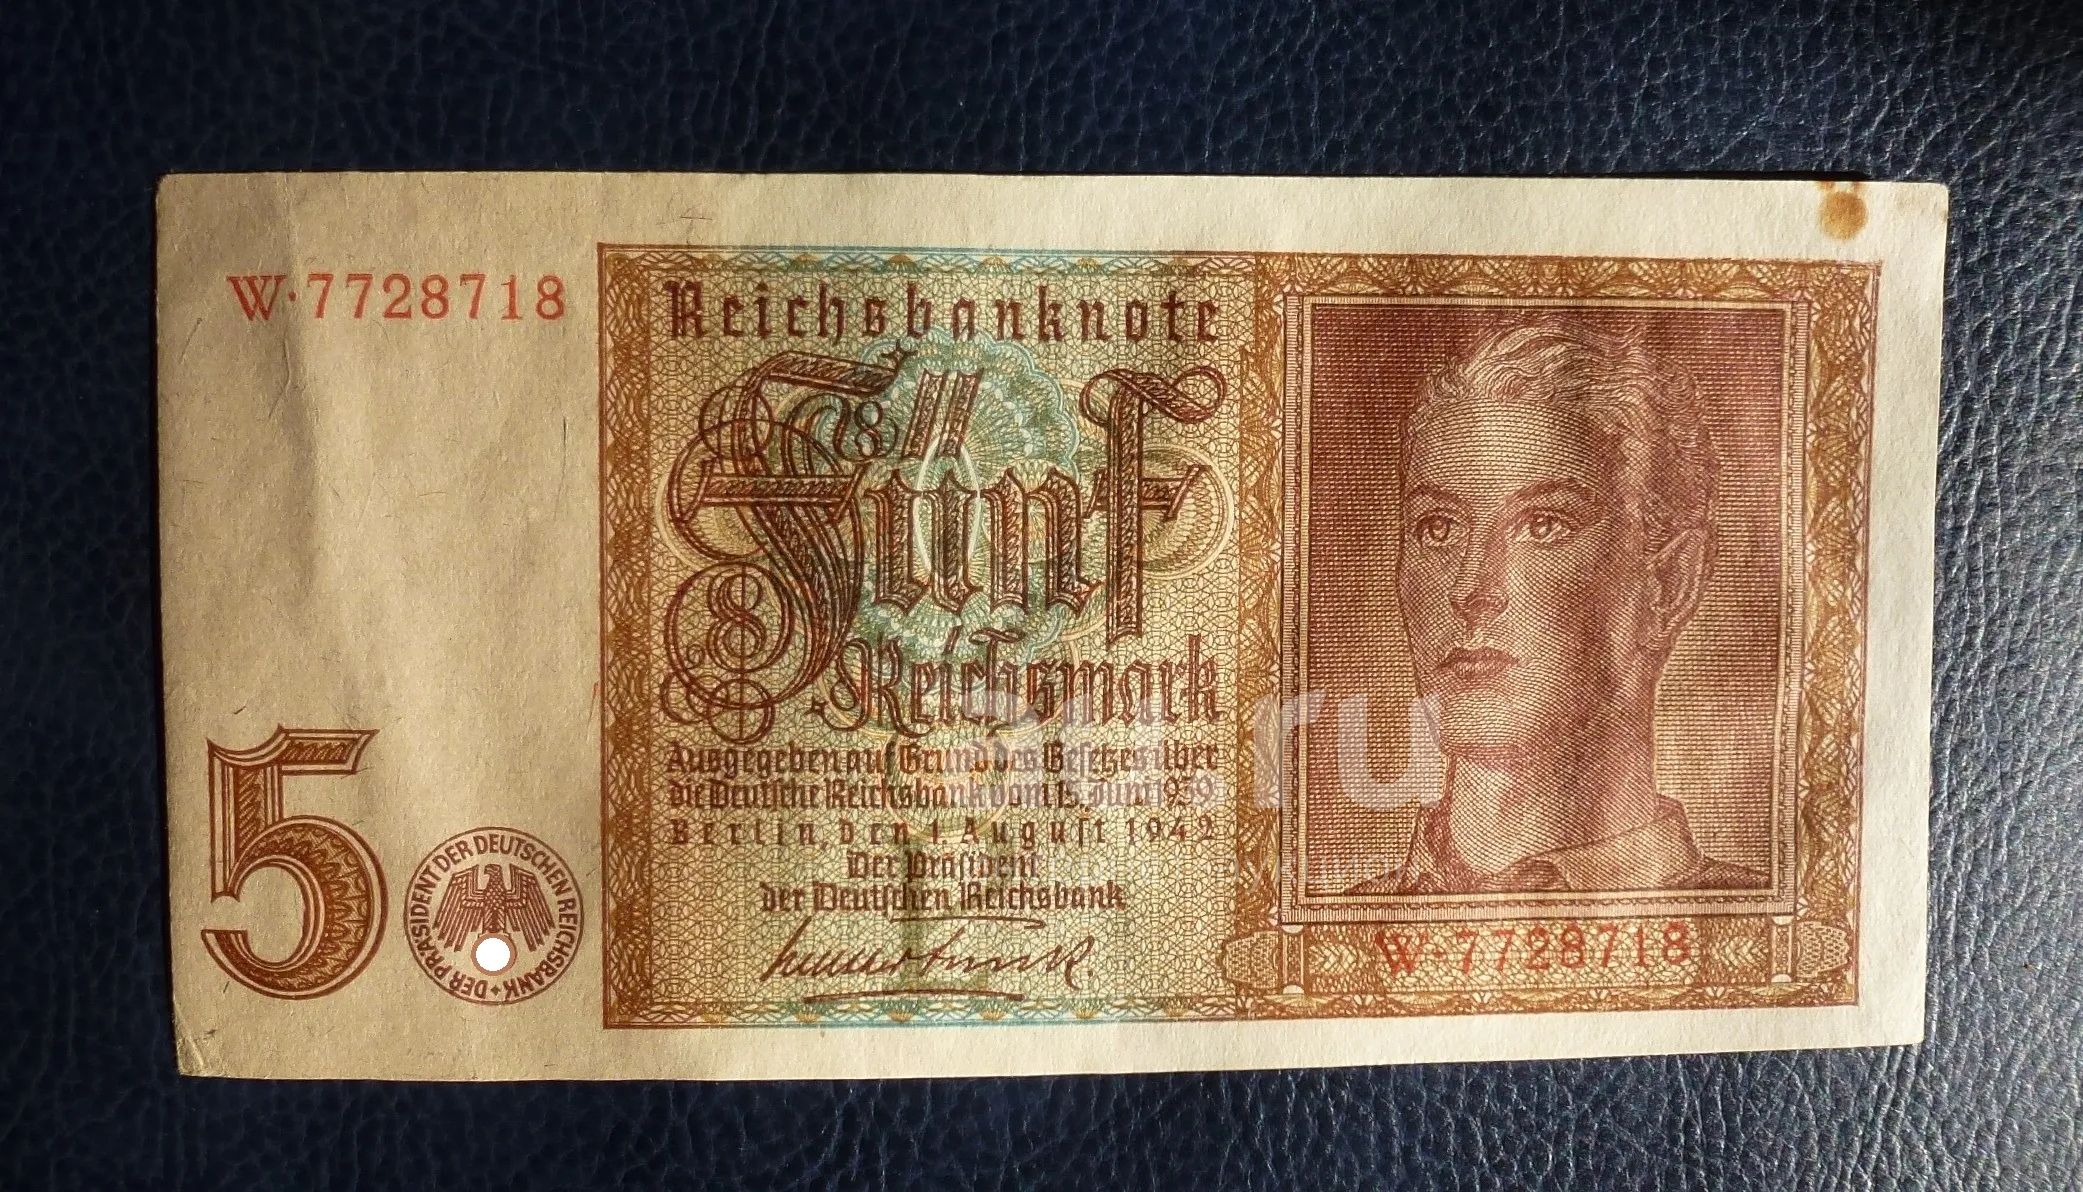 W·7728718
Reichsbanknote
Fünf
Reichsmark
Ausgegeben auf Grund des Gesetzes über
die Deutsche Reichsbank vom 15. Juni 1939
Berlin, den 1. August 1942
Der Präsident
der Deutschen Reichsbank
5
DER PRÄSIDENT DER DEUTSCHEN REICHSBANK
W·7728718
ru